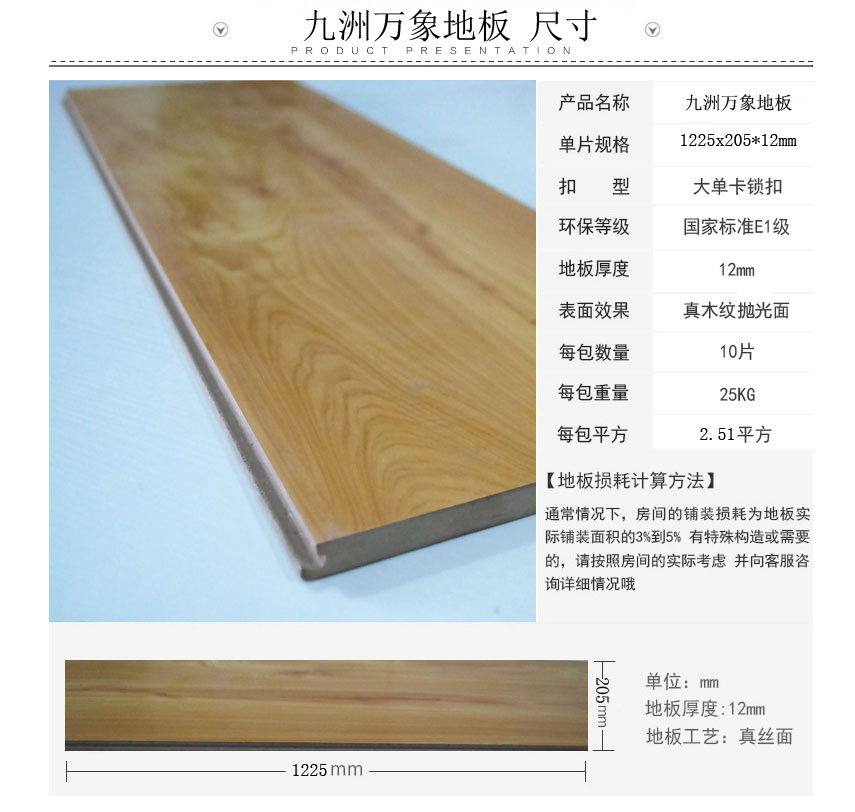 九洲万象地板 尺寸
PRODUCT PRESENTATION
产品名称 九洲万象地板
单片规格 1225x205*12mm
扣 型 大单卡锁扣
环保等级 国家标准E1级
地板厚度 12mm
表面效果 真木纹抛光面
每包数量 10片
每包重量 25KG
每包平方 2.51平方
【地板损耗计算方法】
通常情况下，房间的铺装损耗为地板实
际铺装面积的3%到5% 有特殊构造或需要
的，请按照房间的实际考虑 并向客服咨
询详细情况哦
205mm
单位：mm
地板厚度:12mm
地板工艺：真丝面
1225mm